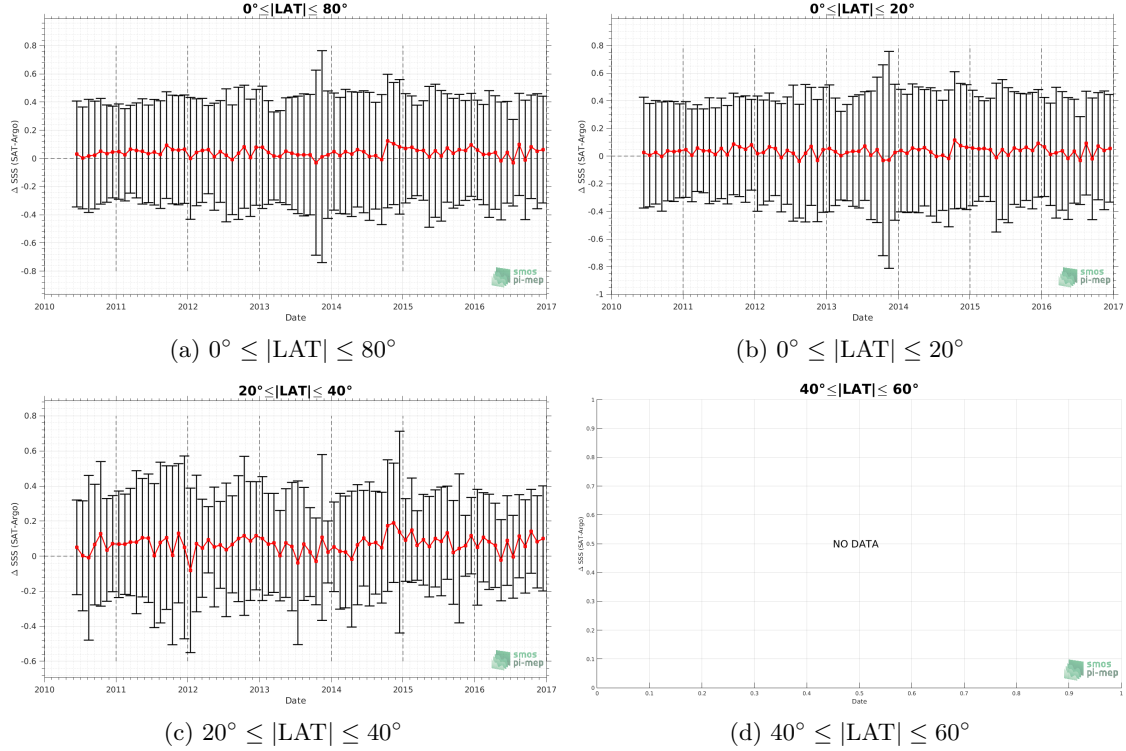 0°≤|LAT|≤ 80°
0.8
0.6
0.4
0.2
0
-0.2
-0.4
-0.6
-0.8
Δ SSS (SAT-Argo)
2010 2011 2012 2013 2014 2015 2016 2017
Date
smos
pi-mep
(a) 0° ≤ |LAT| ≤ 80°
0°≤|LAT|≤ 20°
0.8
0.6
0.4
0.2
0
-0.2
-0.4
-0.6
-0.8
-1
Δ SSS (SAT-Argo)
2010 2011 2012 2013 2014 2015 2016 2017
Date
smos
pi-mep
(b) 0° ≤ |LAT| ≤ 20°
20°≤|LAT|≤ 40°
0.8
0.6
0.4
0.2
0
-0.2
-0.4
-0.6
Δ SSS (SAT-Argo)
2010 2011 2012 2013 2014 2015 2016 2017
Date
smos
pi-mep
(c) 20° ≤ |LAT| ≤ 40°
40°≤|LAT|≤ 60°
1
0.9
0.8
0.7
0.6
0.5
0.4
0.3
0.2
0.1
0
Δ SSS (SAT-Argo)
NO DATA
0 0.1 0.2 0.3 0.4 0.5 0.6 0.7 0.8 0.9 1
Date
smos
pi-mep
(d) 40° ≤ |LAT| ≤ 60°